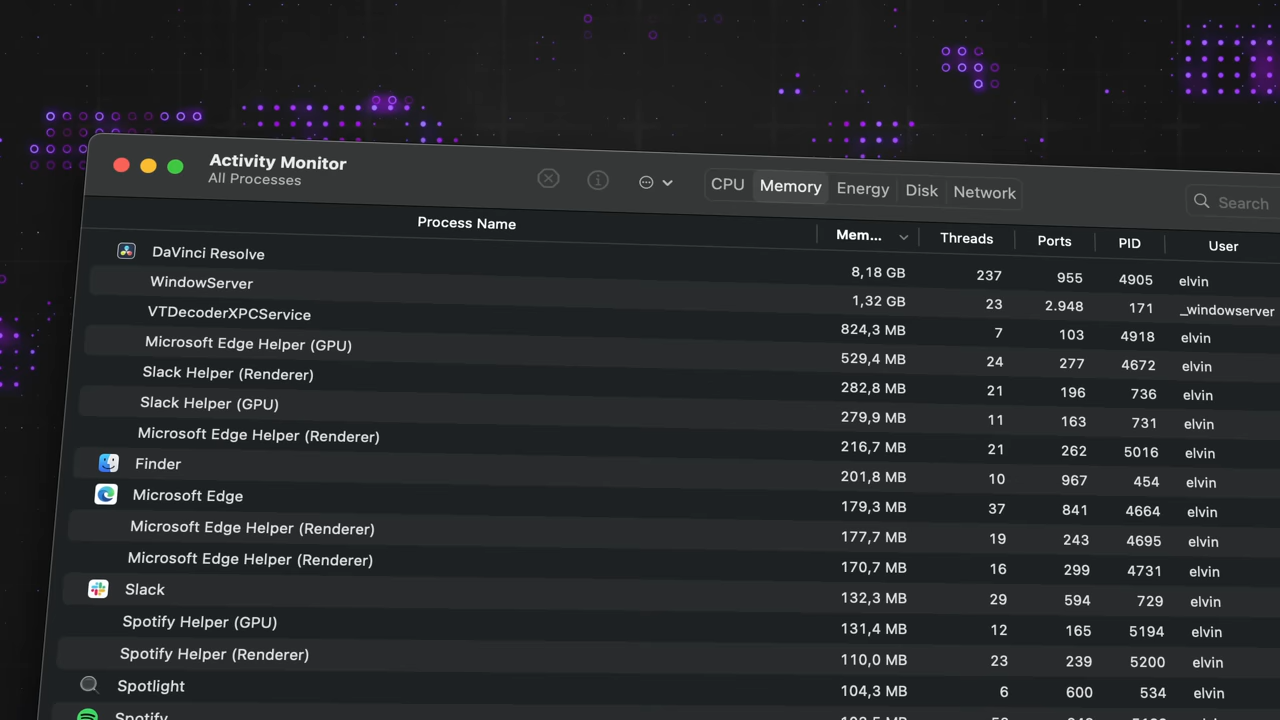 Activity Monitor
All Processes
CPU Memory Energy Disk Network Search
Process Name Mem... Threads Ports PID User
DaVinci Resolve 8,18 GB 237 955 4905 elvin
WindowServer 1,32 GB 23 2.948 171 _windowserver
VTDecoderXPCService 824,3 MB 7 103 4918 elvin
Microsoft Edge Helper (GPU) 529,4 MB 24 277 4672 elvin
Slack Helper (Renderer) 282,8 MB 21 196 736 elvin
Slack Helper (GPU) 279,9 MB 11 163 731 elvin
Microsoft Edge Helper (Renderer) 216,7 MB 21 262 5016 elvin
Finder 201,8 MB 10 967 454 elvin
Microsoft Edge 179,3 MB 37 841 4664 elvin
Microsoft Edge Helper (Renderer) 177,7 MB 19 243 4695 elvin
Microsoft Edge Helper (Renderer) 170,7 MB 16 299 4731 elvin
Slack 132,3 MB 29 594 729 elvin
Spotify Helper (GPU) 131,4 MB 12 165 5194 elvin
Spotify Helper (Renderer) 110,0 MB 23 239 5200 elvin
Spotlight 104,3 MB 6 600 534 elvin
Spotify